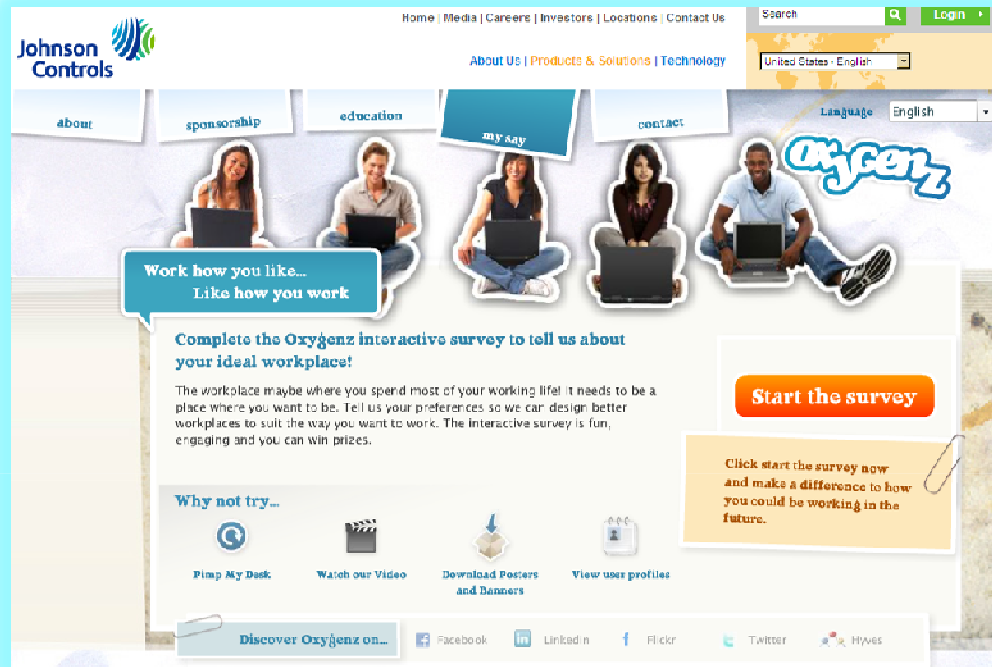 Johnson
Controls
Home | Media | Careers | Investors | Locations | Contact Us
Search
Login
About Us | Products & Solutions | Technology
United States - English
about
sponsorship
education
my say
contact
Language
English
oxygenz
Work how you like...
Like how you work
Complete the Oxygenz interactive survey to tell us about
your ideal workplace!
The workplace maybe where you spend most of your working life! It needs to be a
place where you want to be. Tell us your preferences so we can design better
workplaces to suit the way you want to work. The interactive survey is fun,
engaging and you can win prizes.
Start the survey
Click start the survey now
and make a difference to how
you could be working in the
future.
Why not try...
Pimp My Desk
Watch our Video
Download Posters
and Banners
View user profiles
Discover Oxygenz on...
Facebook
in
LinkedIn
Flickr
Twitter
Hyves